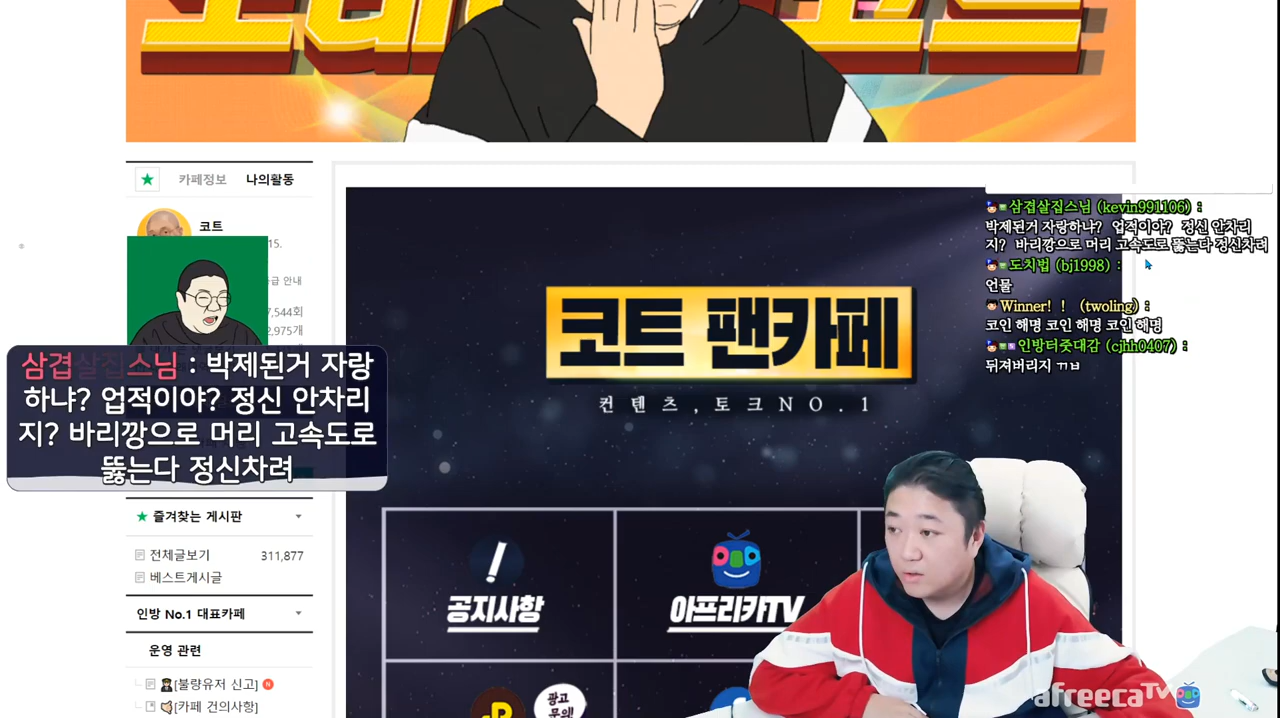 카페정보 나의활동
코트
15.
급 안내
7,544회
2,975개
삼겹살집스님 : 박제된거 자랑
하냐? 업적이야? 정신 안차리
지? 바리깡으로 머리 고속도로
뚫는다 정신차려
★ 즐겨찾는 게시판
전체글보기 311,877
베스트게시글
인방 No.1 대표카페
운영 관련
[불량유저 신고] N
[카페 건의사항]
코트 팬카페
컨텐츠,토크NO.1
공지사항
아프리카TV
광고
문의!
삼겹살집스님 (kevin991106) :
박제된거 자랑하냐? 업적이야? 정신 안차리
지? 바리깡으로 머리 고속도로 뚫는다 정신차려
도치법 (bj1998) :
언물
Winner! ! (twoling) :
코인 해명 코인 해명 코인 해명
인방터줏대감 (cjhh0407) :
뒤져버리지 ㄲㅂ
afreecaTV